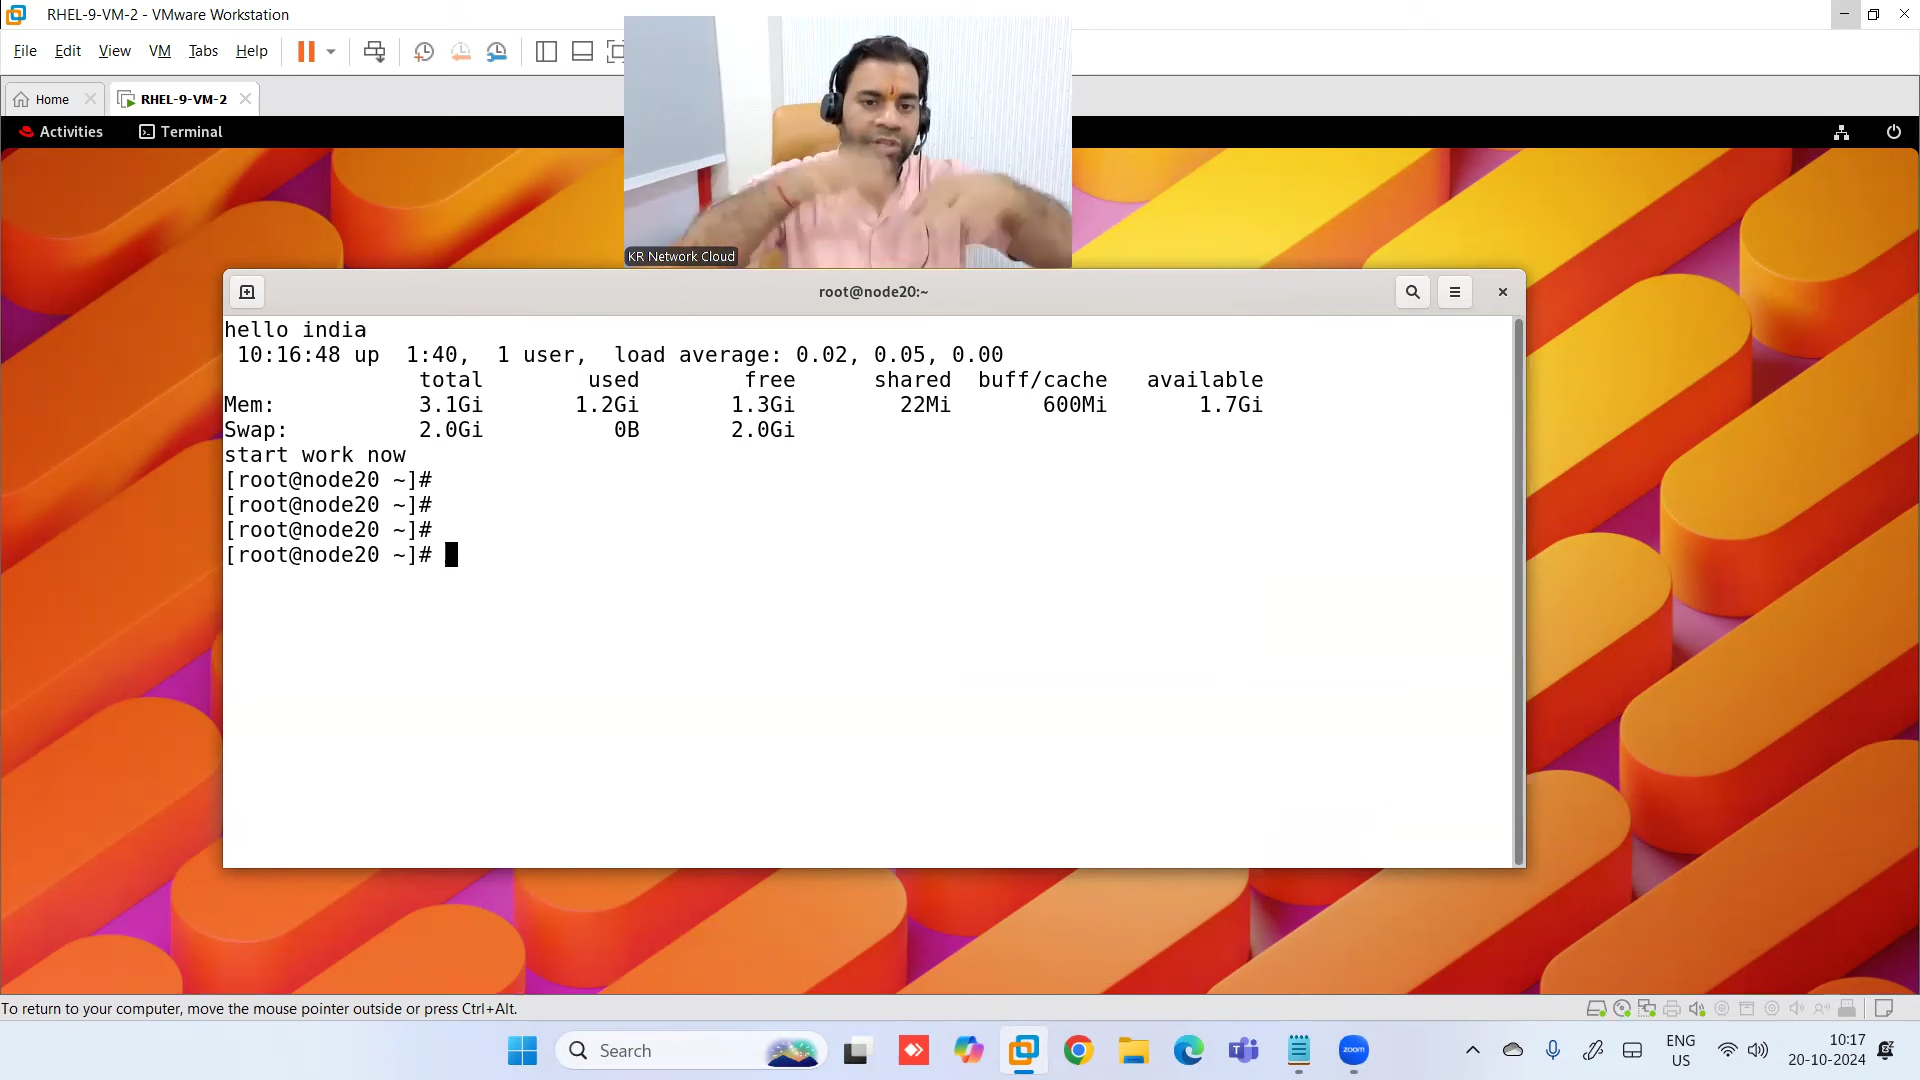 RHEL-9-VM-2 - VMware Workstation
File Edit View VM Tabs Help
Home RHEL-9-VM-2
Activities Terminal
KR Network Cloud
root@node20:~
hello india
10:16:48 up 1:40, 1 user, load average: 0.02, 0.05, 0.00
total used free shared buff/cache available
Mem: 3.1Gi 1.2Gi 1.3Gi 22Mi 600Mi 1.7Gi
Swap: 2.0Gi 0B 2.0Gi
start work now
[root@node20 ~]#
[root@node20 ~]#
[root@node20 ~]#
[root@node20 ~]#
To return to your computer, move the mouse pointer outside or press Ctrl+Alt.
Search
zoom
ENG
US
10:17
20-10-2024